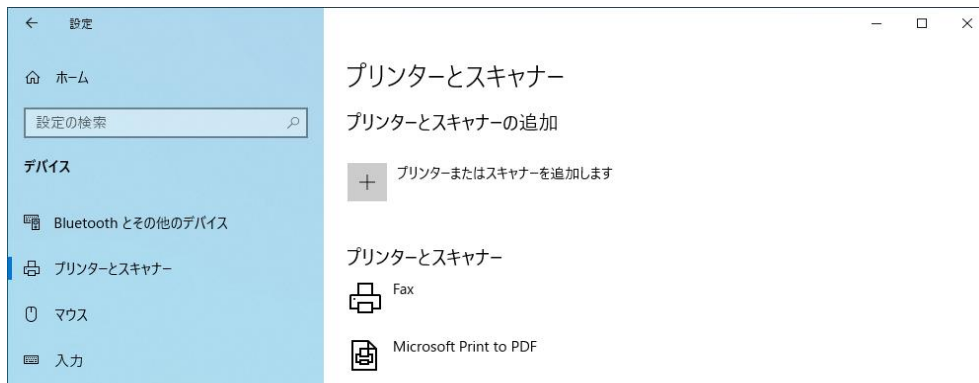 設定
ホーム
設定の検索
デバイス
Bluetooth とその他のデバイス
プリンターとスキャナー
マウス
入力
プリンターとスキャナー
プリンターとスキャナーの追加
プリンターまたはスキャナーを追加します
プリンターとスキャナー
Fax
Microsoft Print to PDF